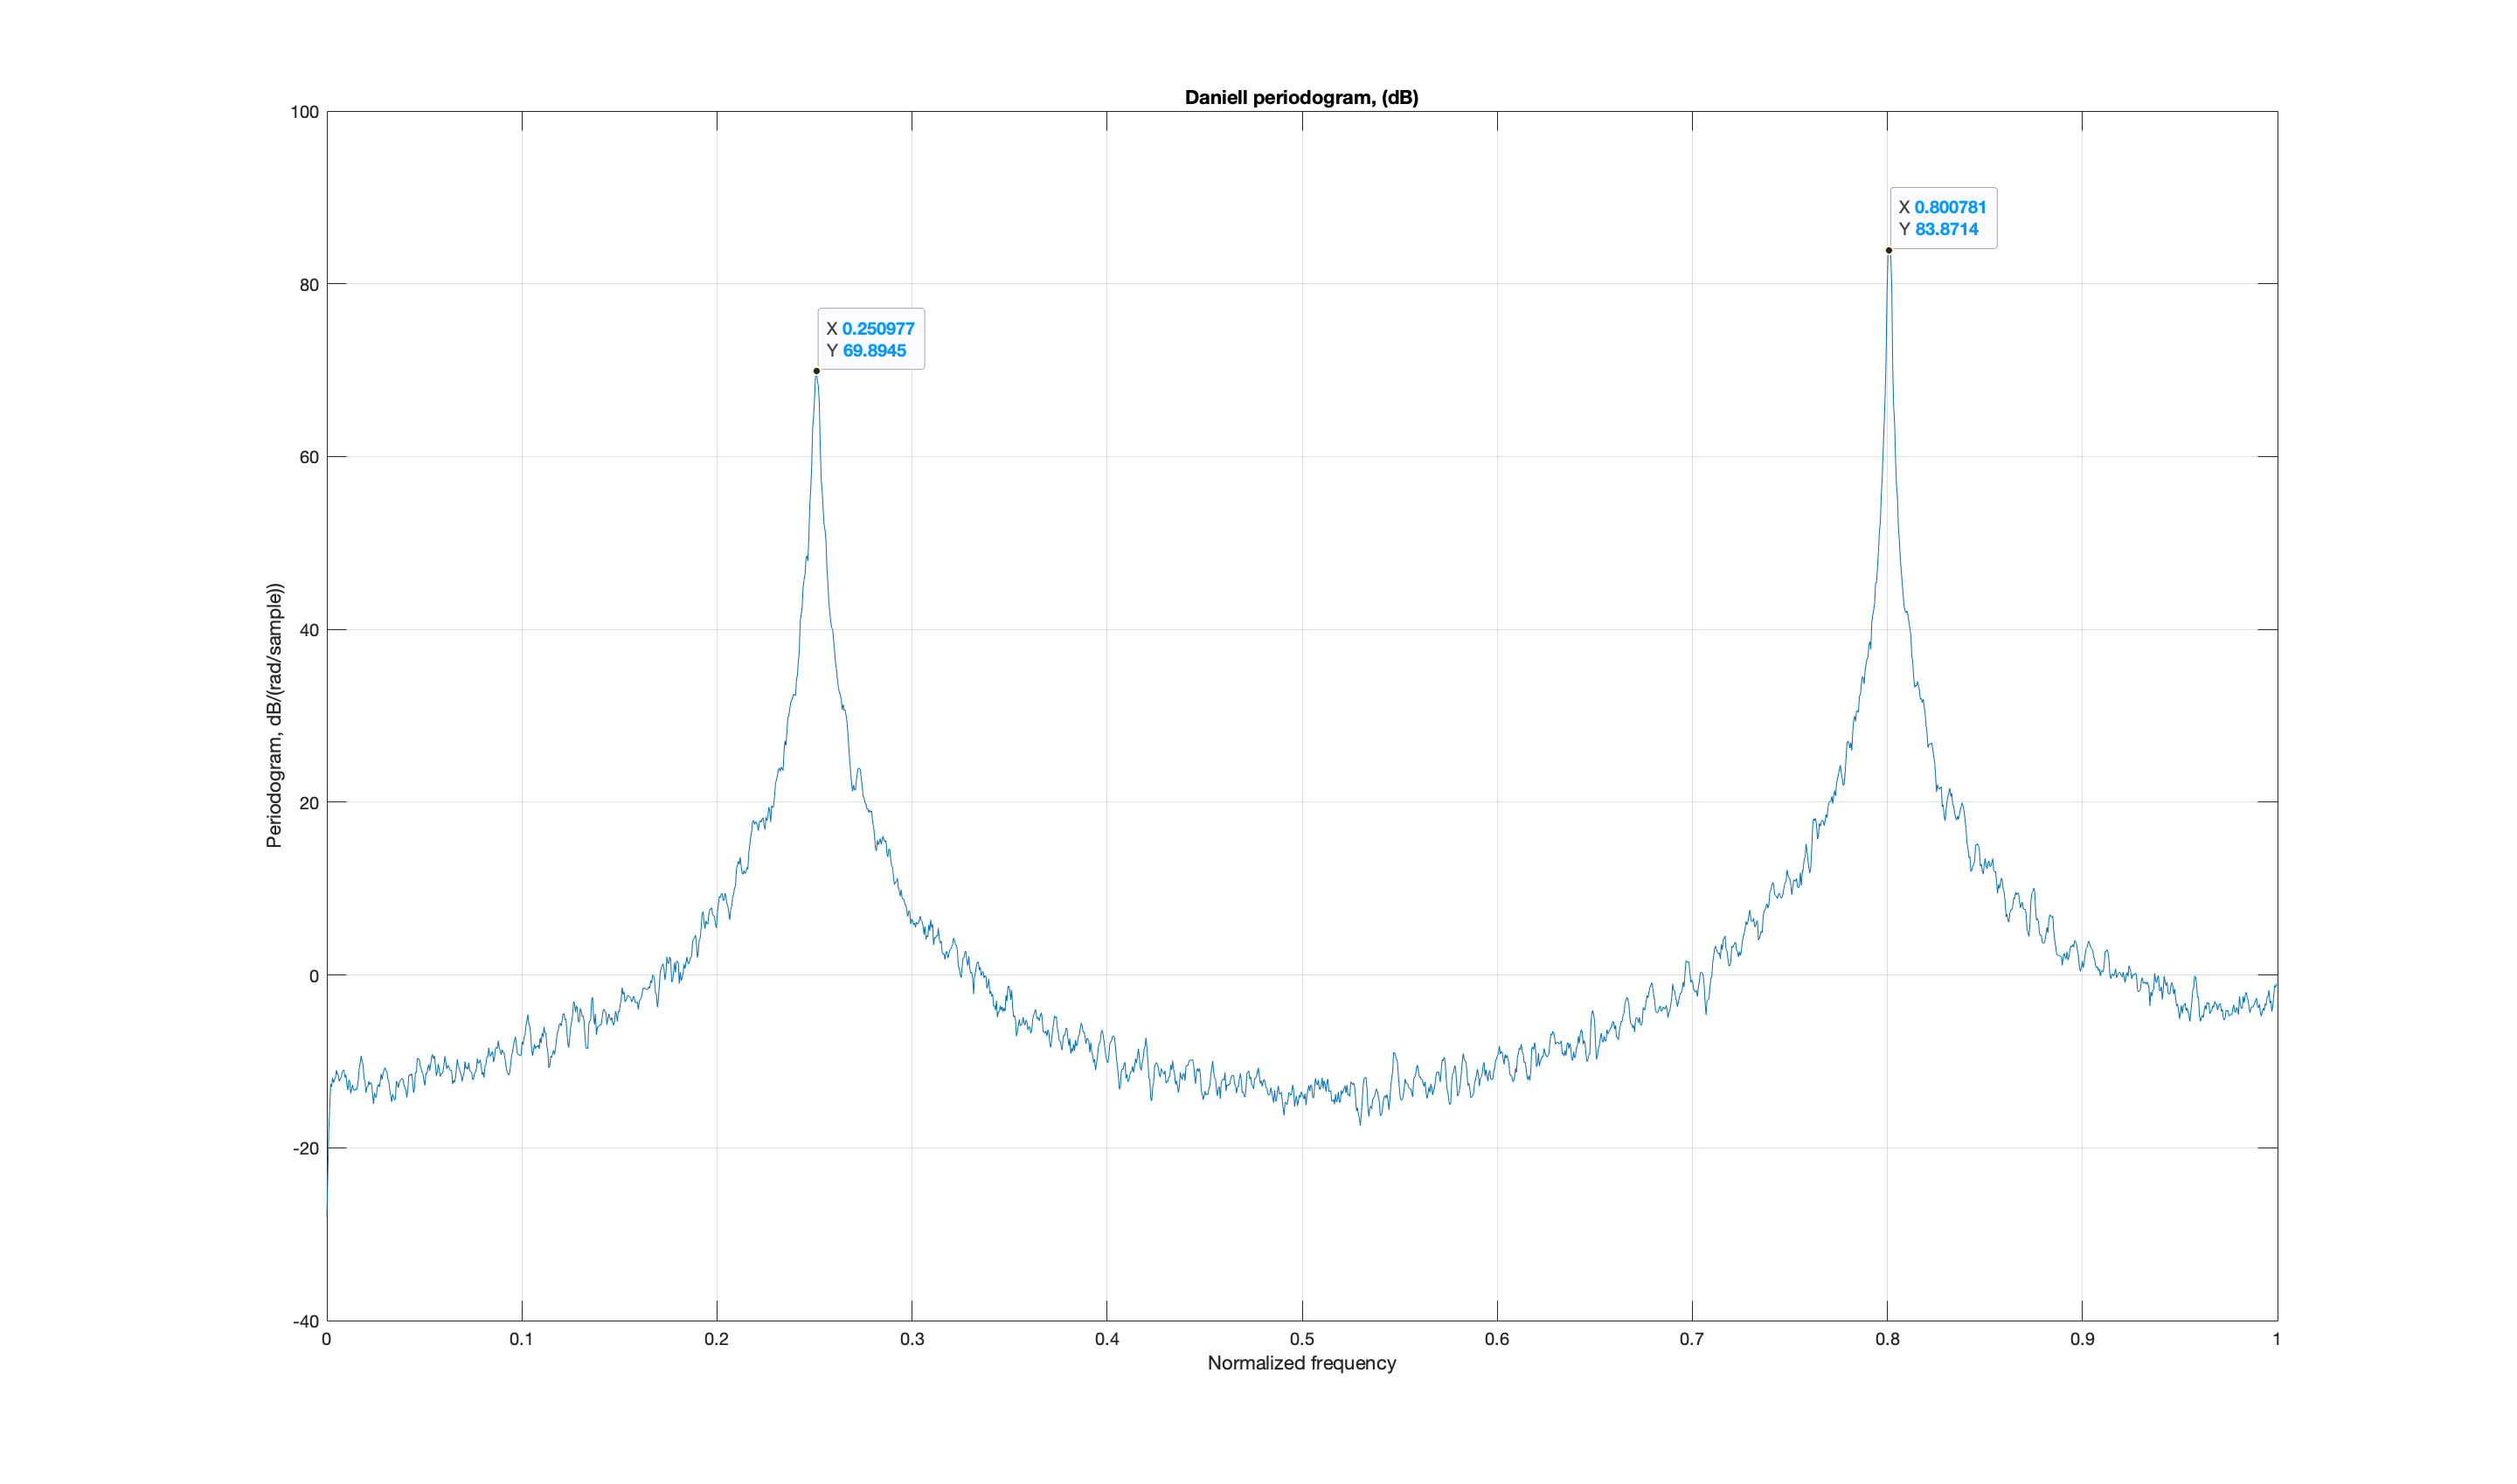 Daniell periodogram, (dB)
100
80
60
40
20
0
-20
-40
Periodogram, dB/(rad/sample))
X 0.250977
Y 69.8945
X 0.800781
Y 83.8714
0 0.1 0.2 0.3 0.4 0.5 0.6 0.7 0.8 0.9 1
Normalized frequency